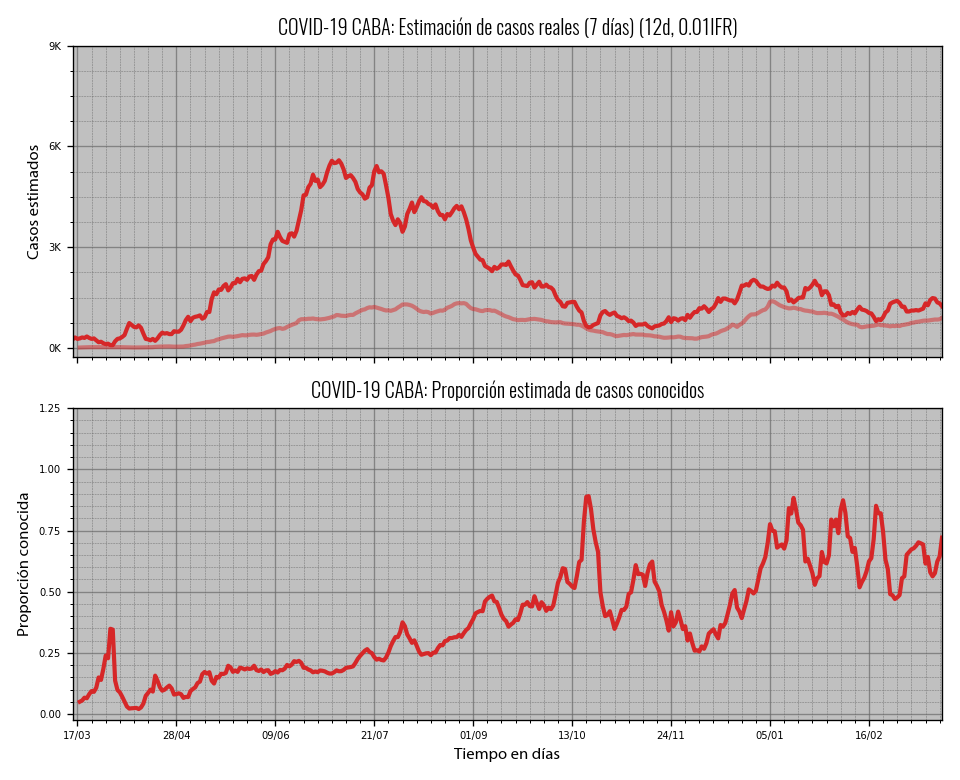 COVID-19 CABA: Estimación de casos reales (7 días) (12d, 0.01IFR)
9K
6K
3K
0K
Casos estimados
COVID-19 CABA: Proporción estimada de casos conocidos
1.25
1.00
0.75
0.50
0.25
0.00
Proporción conocida
17/03 28/04 09/06 21/07 01/09 13/10 24/11 05/01 16/02
Tiempo en días